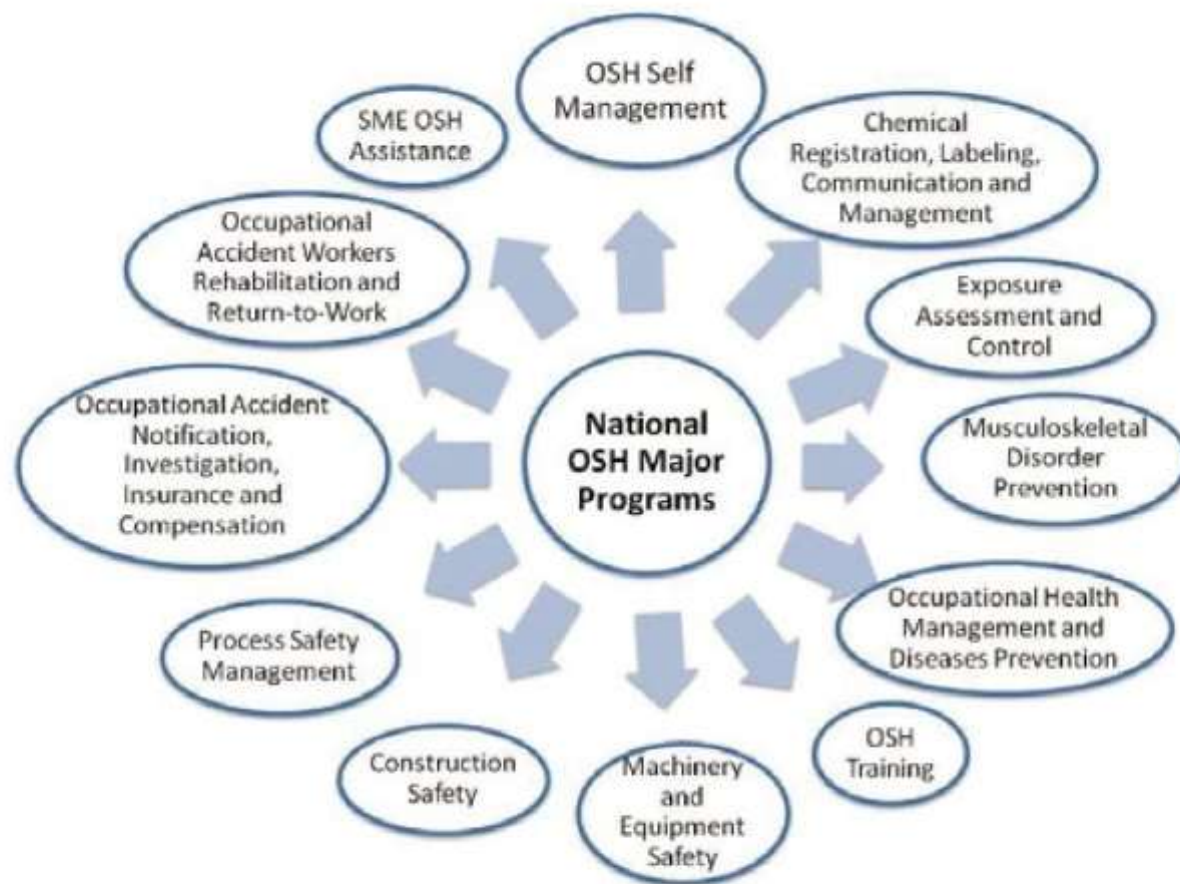 OSH Self
Management
Chemical
Registration, Labeling,
Communication and
Management
Exposure
Assessment and
Control
Musculoskeletal
Disorder
Prevention
Occupational Health
Management and
Diseases Prevention
OSH
Training
Machinery
and
Equipment
Safety
Construction
Safety
Process Safety
Management
Occupational Accident
Notification,
Investigation,
Insurance and
Compensation
Occupational
Accident Workers
Rehabilitation and
Return-to-Work
SME OSH
Assistance
National
OSH Major
Programs